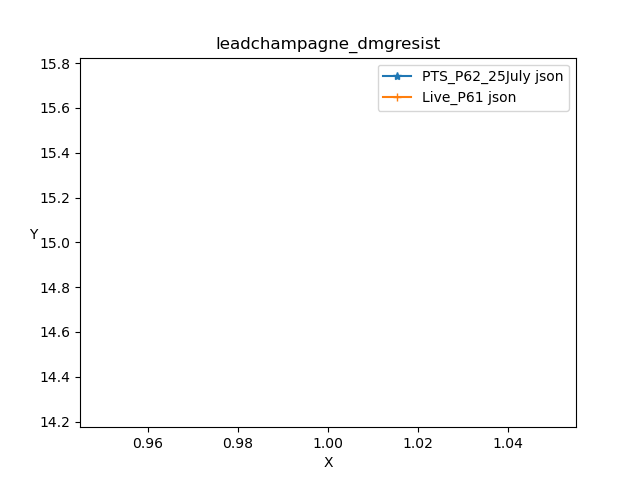 leadchampagne_dmgresist
PTS_P62_25July json
Live_P61 json
15.8
15.6
15.4
15.2
Y
15.0
14.8
14.6
14.4
14.2
0.96 0.98 1.00 1.02 1.04
X